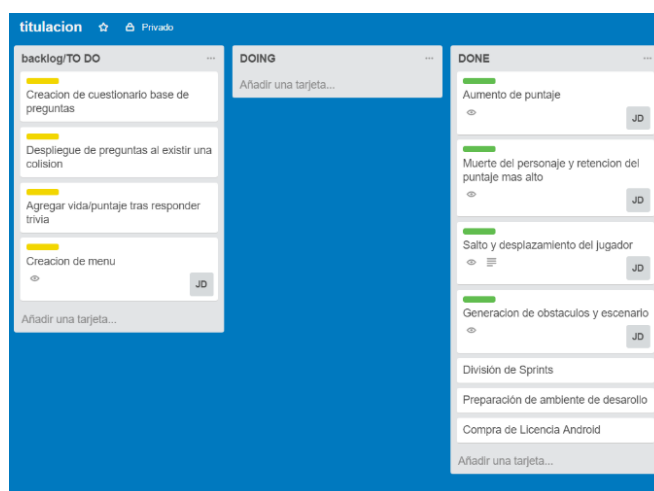 titulacion Privado
backlog/TO DO
Creacion de cuestionario base de
preguntas
Despliegue de preguntas al existir una
colision
Agregar vida/puntaje tras responder
trivia
Creacion de menu
JD
Añadir una tarjeta...
DOING
Añadir una tarjeta...
DONE
Aumento de puntaje
JD
Muerte del personaje y retencion del
puntaje mas alto
JD
Salto y desplazamiento del jugador
JD
Generacion de obstaculos y escenario
JD
División de Sprints
Preparación de ambiente de desarollo
Compra de Licencia Android
Añadir una tarjeta...